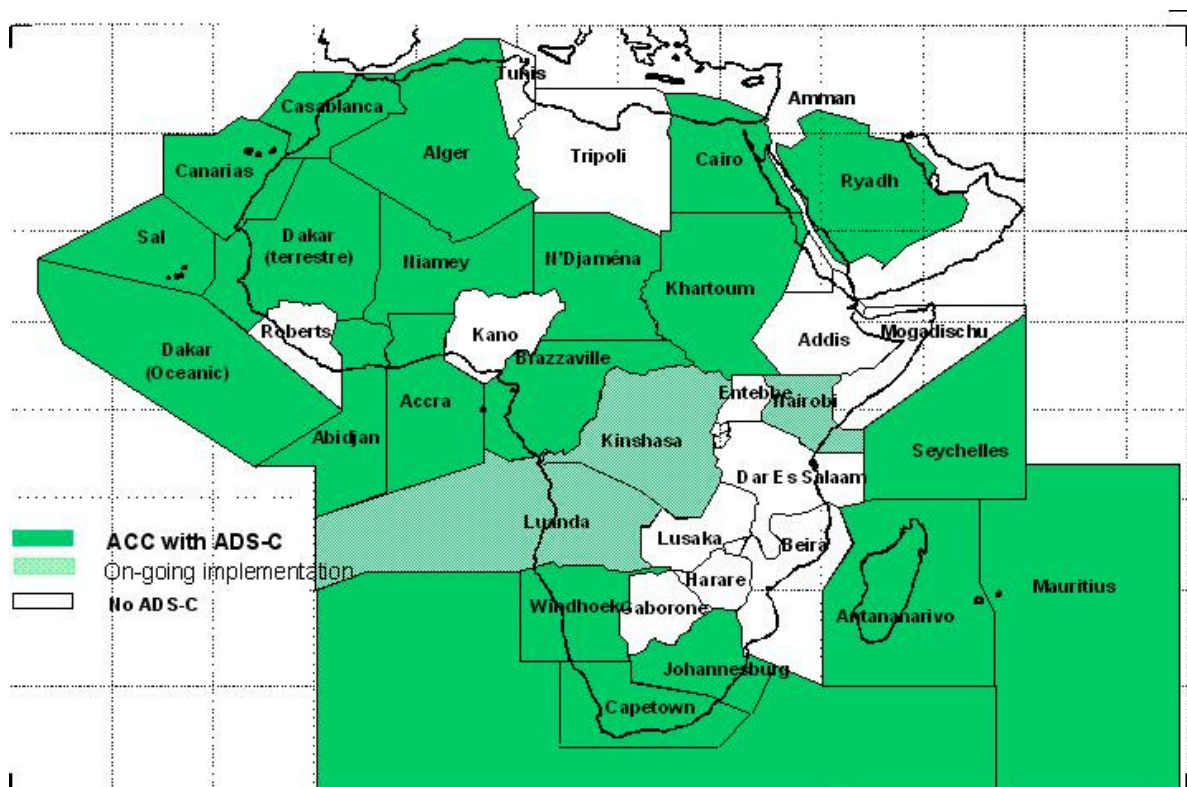 Tunis
Amman
Casablanca
Alger
Tripoli
Cairo
Canarias
Ryadh
Sal
Dakar
(terrestre)
Niamey
N'Djaména
Khartoum
Roberts
Kano
Addis
Mogadischu
Dakar
(Oceanic)
Brazzaville
Accra
Entebbe
Nairobi
Abidjan
Kinshasa
Seychelles
Dar Es Salaam
Luanda
Lusaka
Beira
ACC with ADS-C
On-going implementation
No ADS-C
Harare
Mauritius
Windhoek
Gaborone
Antananarivo
Johannesburg
Capetown